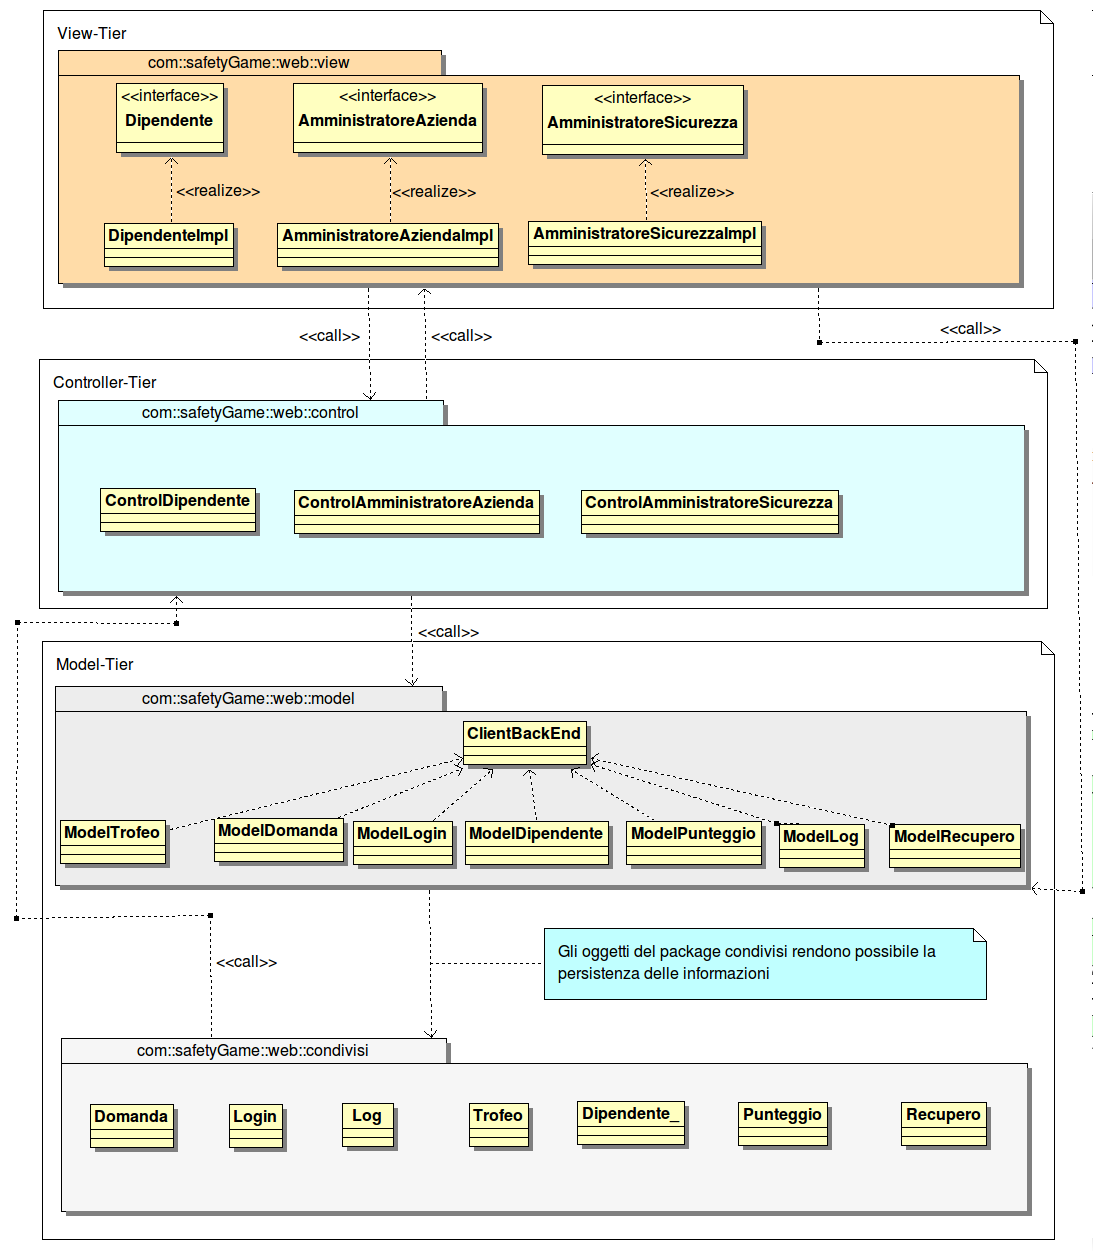 View-Tier
com::safetyGame::web::view
<<interface>>
Dipendente
<<interface>>
AmministratoreAzienda
<<interface>>
AmministratoreSicurezza
<<realize>>
<<realize>>
<<realize>>
DipendenteImpl
AmministratoreAziendaImpl
AmministratoreSicurezzaImpl
<<call>>
<<call>>
<<call>>
Controller-Tier
com::safetyGame::web::control
ControlDipendente
ControlAmministratoreAzienda
ControlAmministratoreSicurezza
<<call>>
Model-Tier
com::safetyGame::web::model
ClientBackEnd
ModelTrofeo
ModelDomanda
ModelLogin
ModelDipendente
ModelPunteggio
ModelLog
ModelRecupero
<<call>>
Gli oggetti del package condivisi rendono possibile la
persistenza delle informazioni
com::safetyGame::web::condivisi
Domanda
Login
Log
Trofeo
Dipendente_
Punteggio
Recupero